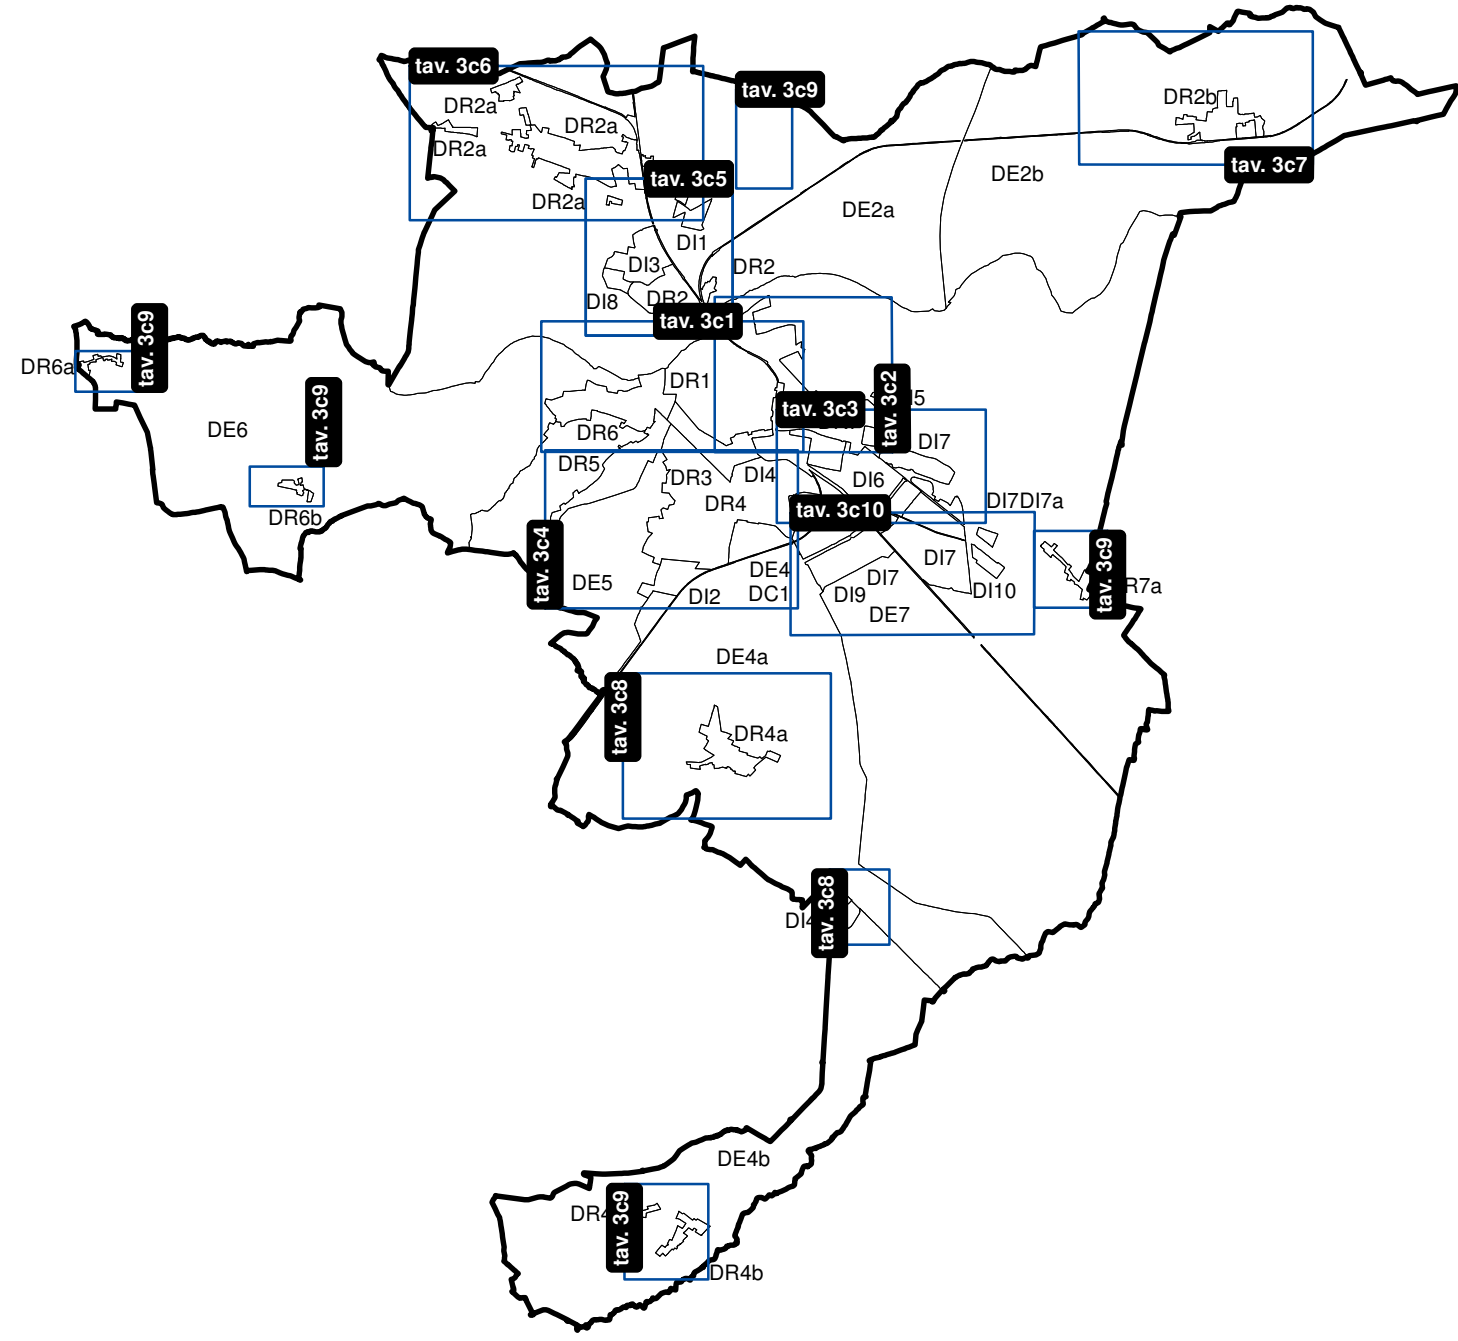 tav. 3c6
tav. 3c9
DR2a
DR2a
DR2a
DR2b
tav. 3c7
tav. 3c5
DE2b
DR2a
DE2a
DI1
DI3
DR2
DI8
DR2
tav. 3c1
tav. 3c9
DR6a
DR1
tav. 3c2
tav. 3c3
tav. 3c9
DE6
DR6
DI7
DR5
DR3
DI4
DI6
DR4
DI7DI7a
DR6b
tav. 3c10
tav. 3c4
DE5
DE4
DI7
DI7
tav. 3c9
DI2
DC1
DI9
DI10
R7a
DE7
DE4a
tav. 3c8
DR4a
tav. 3c8
DI4
DE4b
tav. 3c9
DR4
DR4b